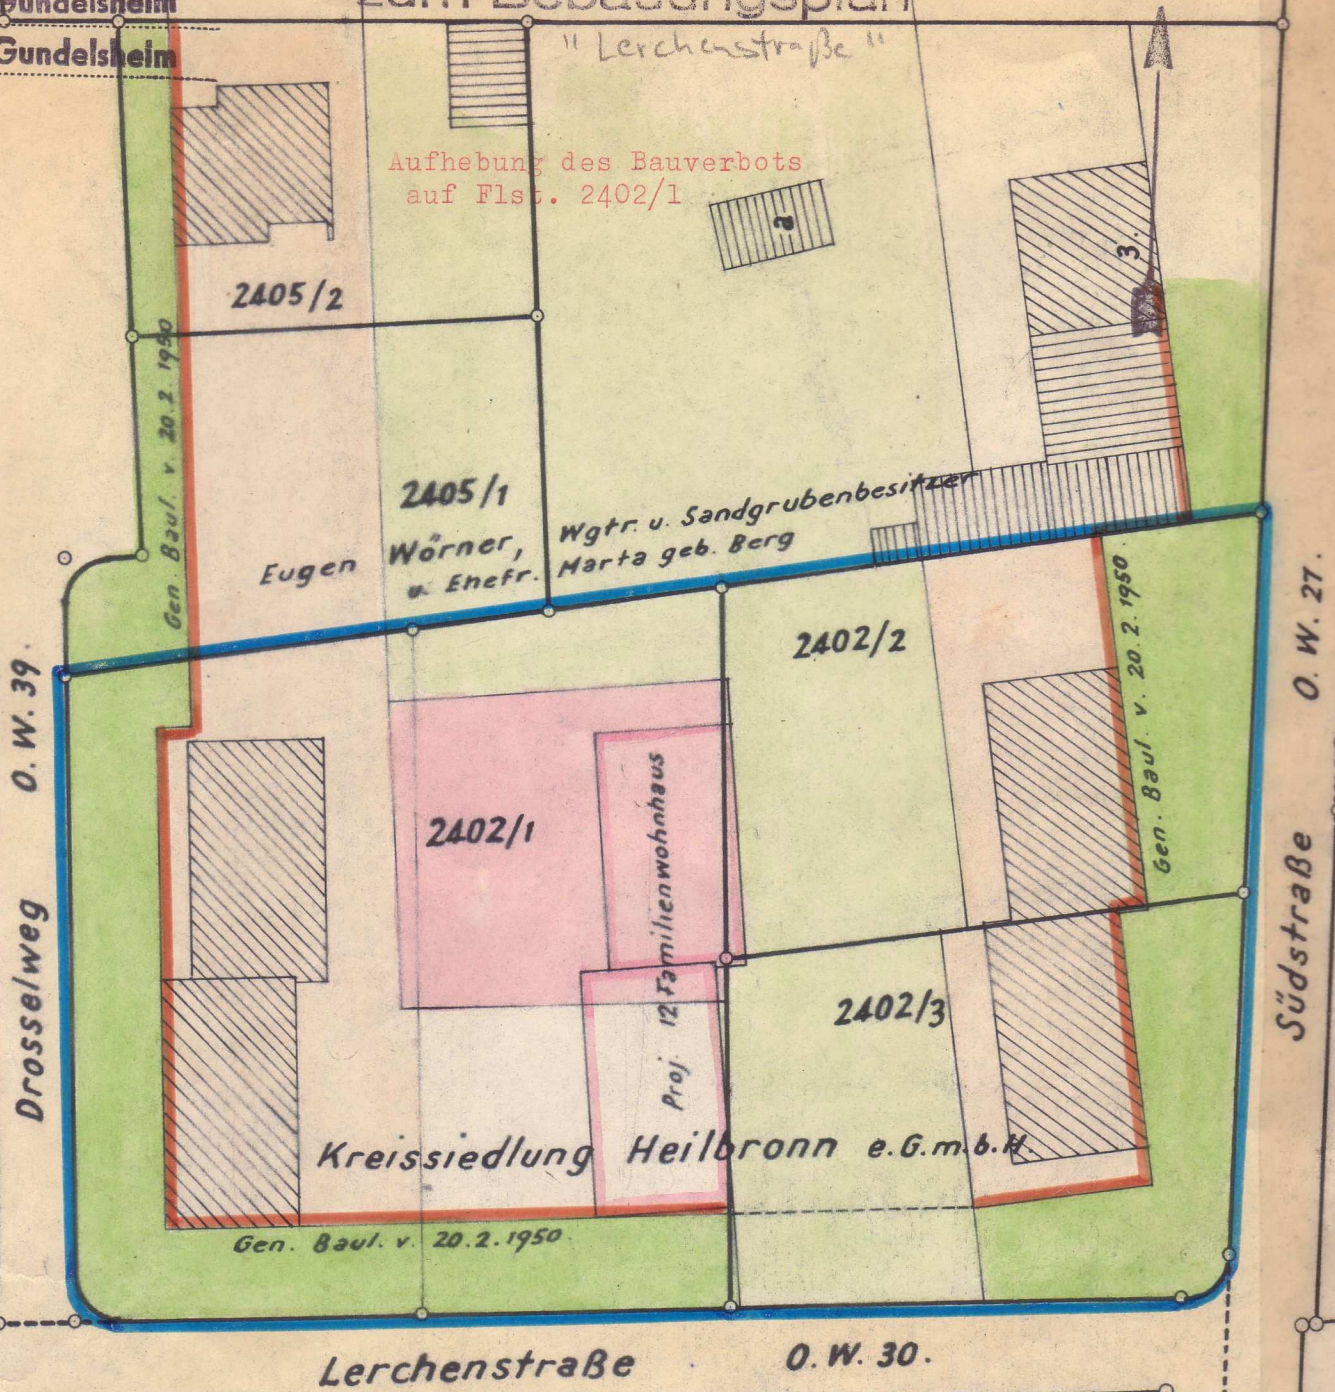 Gundelsheim
zum Bebauungsplan
Gundelsheim
"Lerchenstraße"
Aufhebung des Bauverbots
auf Flst. 2402/1
a
3.
2405/2
Gen. Baul. v. 20.2.1950
2405/1
Eugen Wörner, Wgtr. u. Sandgrubenbesitzer
u. Ehefr. Marta geb. Berg
2402/2
Gen. Baul. v. 20.2.1950.
O.W. 39.
O.W. 27.
2402/1
Proj. 12 Familienwohnhaus
Drosselweg
Südstraße
2402/3
Kreissiedlung Heilbronn e.G.m.b.H.
Gen. Baul. v. 20.2.1950.
Lerchenstraße O.W. 30.